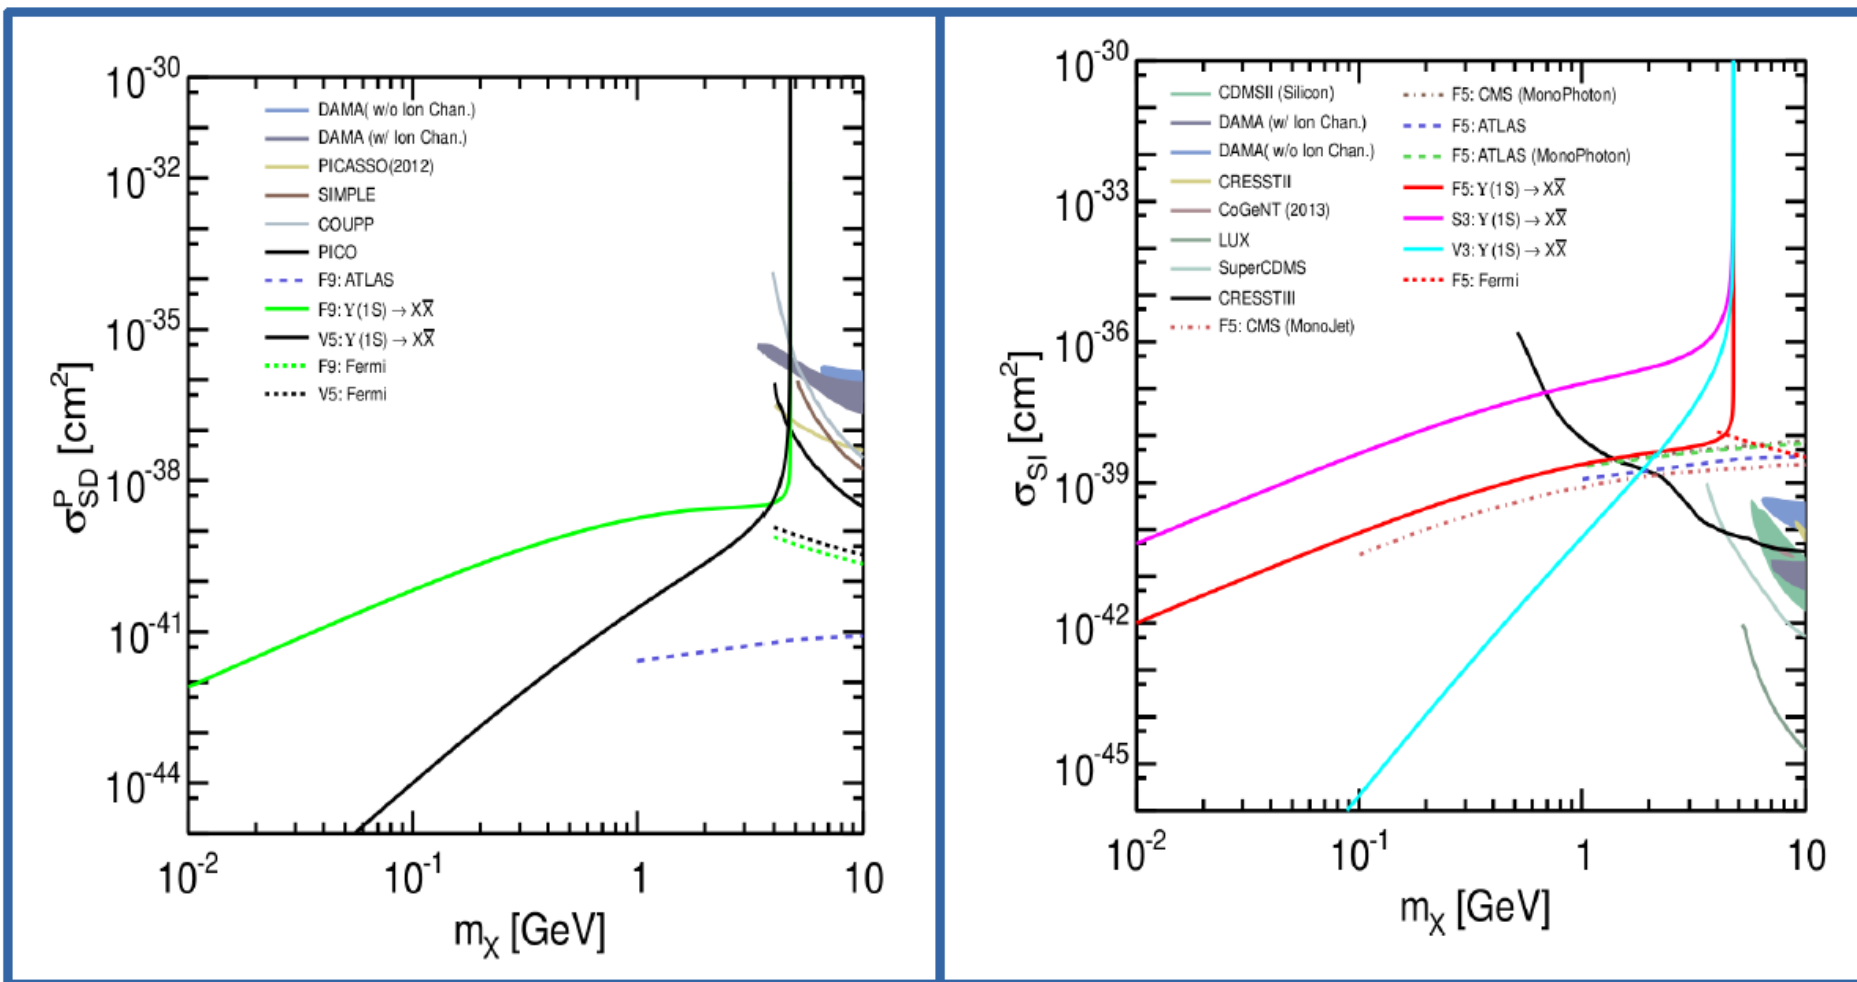 10^-30
10^-32
10^-35
10^-38
10^-41
10^-44
σ^P_SD [cm^2]
DAMA( w/o Ion Chan.)
DAMA (w/ Ion Chan.)
PICASSO(2012)
SIMPLE
COUPP
PICO
F9: ATLAS
F9: Υ(1S) → XX̅
V5: Υ(1S) → XX̅
F9: Fermi
V5: Fermi
10^-2
10^-1
1
10
m_X [GeV]
10^-30
10^-33
10^-36
10^-39
10^-42
10^-45
σ_SI [cm^2]
CDMSII (Silicon)
DAMA (w/ Ion Chan.)
DAMA( w/o Ion Chan.)
CRESSTII
CoGeNT (2013)
LUX
SuperCDMS
CRESSTIII
F5: CMS (MonoJet)
F5: CMS (MonoPhoton)
F5: ATLAS
F5: ATLAS (MonoPhoton)
F5: Υ(1S) → XX̅
S3: Υ(1S) → XX̅
V3: Υ(1S) → XX̅
F5: Fermi
10^-2
10^-1
1
10
m_X [GeV]